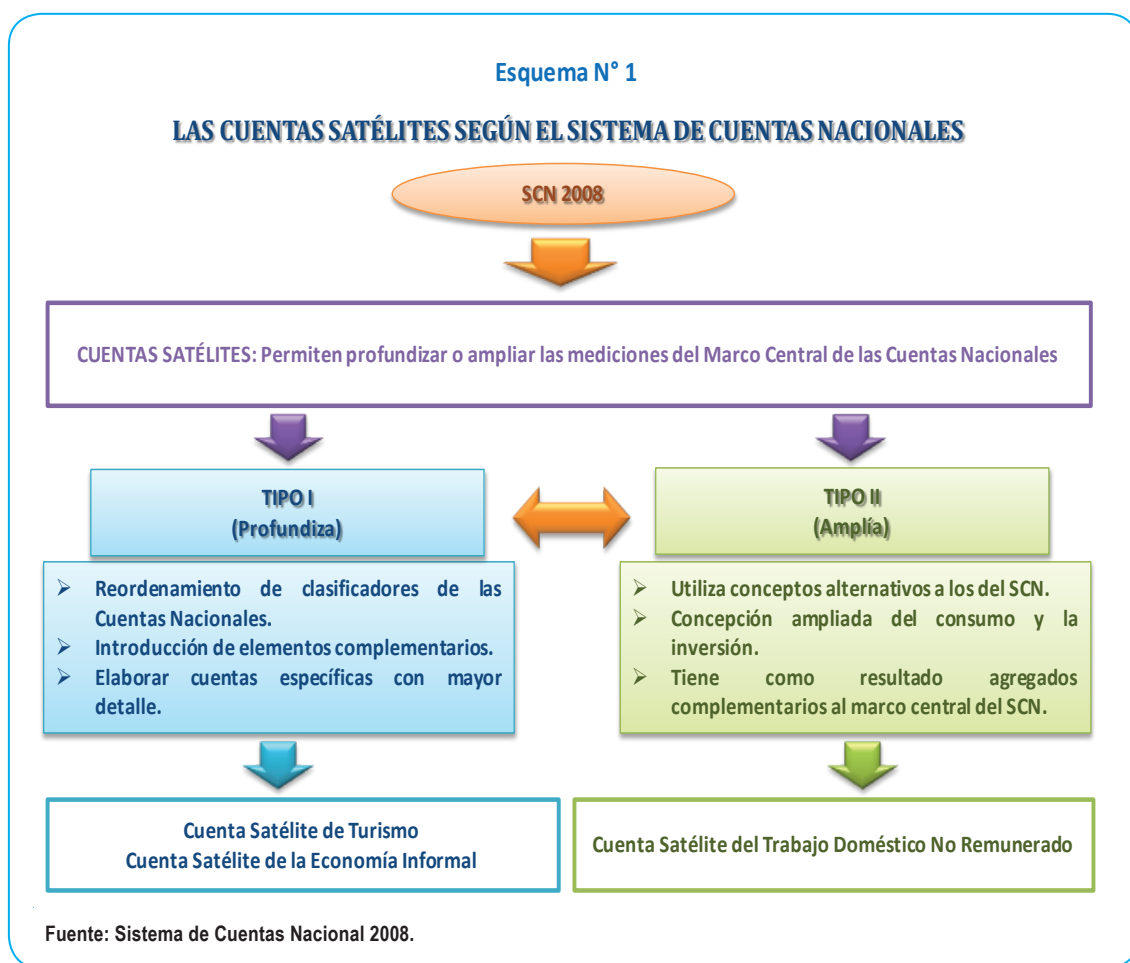 Esquema N° 1
LAS CUENTAS SATÉLITES SEGÚN EL SISTEMA DE CUENTAS NACIONALES
SCN 2008
CUENTAS SATÉLITES: Permiten profundizar o ampliar las mediciones del Marco Central de las Cuentas Nacionales
TIPO I
(Profundiza)
➢ Reordenamiento de clasificadores de las
Cuentas Nacionales.
➢ Introducción de elementos complementarios.
➢ Elaborar cuentas específicas con mayor
detalle.
Cuenta Satélite de Turismo
Cuenta Satélite de la Economía Informal
TIPO II
(Amplía)
➢ Utiliza conceptos alternativos a los del SCN.
➢ Concepción ampliada del consumo y la
inversión.
➢ Tiene como resultado agregados
complementarios al marco central del SCN.
Cuenta Satélite del Trabajo Doméstico No Remunerado
Fuente: Sistema de Cuentas Nacional 2008.